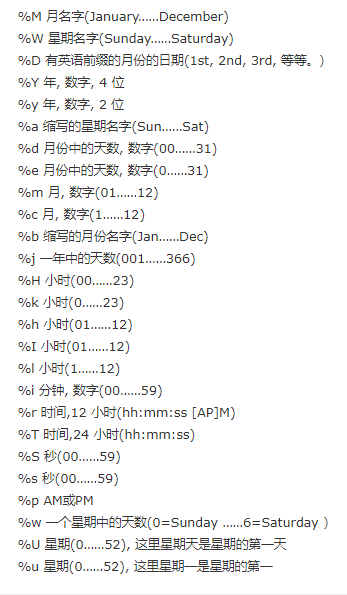 %M 月名字(January……December)
%W 星期名字(Sunday……Saturday)
%D 有英语前缀的月份的日期(1st, 2nd, 3rd, 等等。)
%Y 年, 数字, 4 位
%y 年, 数字, 2 位
%a 缩写的星期名字(Sun……Sat)
%d 月份中的天数, 数字(00……31)
%e 月份中的天数, 数字(0……31)
%m 月, 数字(01……12)
%c 月, 数字(1……12)
%b 缩写的月份名字(Jan……Dec)
%j 一年中的天数(001……366)
%H 小时(00……23)
%k 小时(0……23)
%h 小时(01……12)
%I 小时(01……12)
%l 小时(1……12)
%i 分钟, 数字(00……59)
%r 时间,12 小时(hh:mm:ss [AP]M)
%T 时间,24 小时(hh:mm:ss)
%S 秒(00……59)
%s 秒(00……59)
%p AM或PM
%w 一个星期中的天数(0=Sunday ……6=Saturday )
%U 星期(0……52), 这里星期天是星期的第一天
%u 星期(0……52), 这里星期一是星期的第一